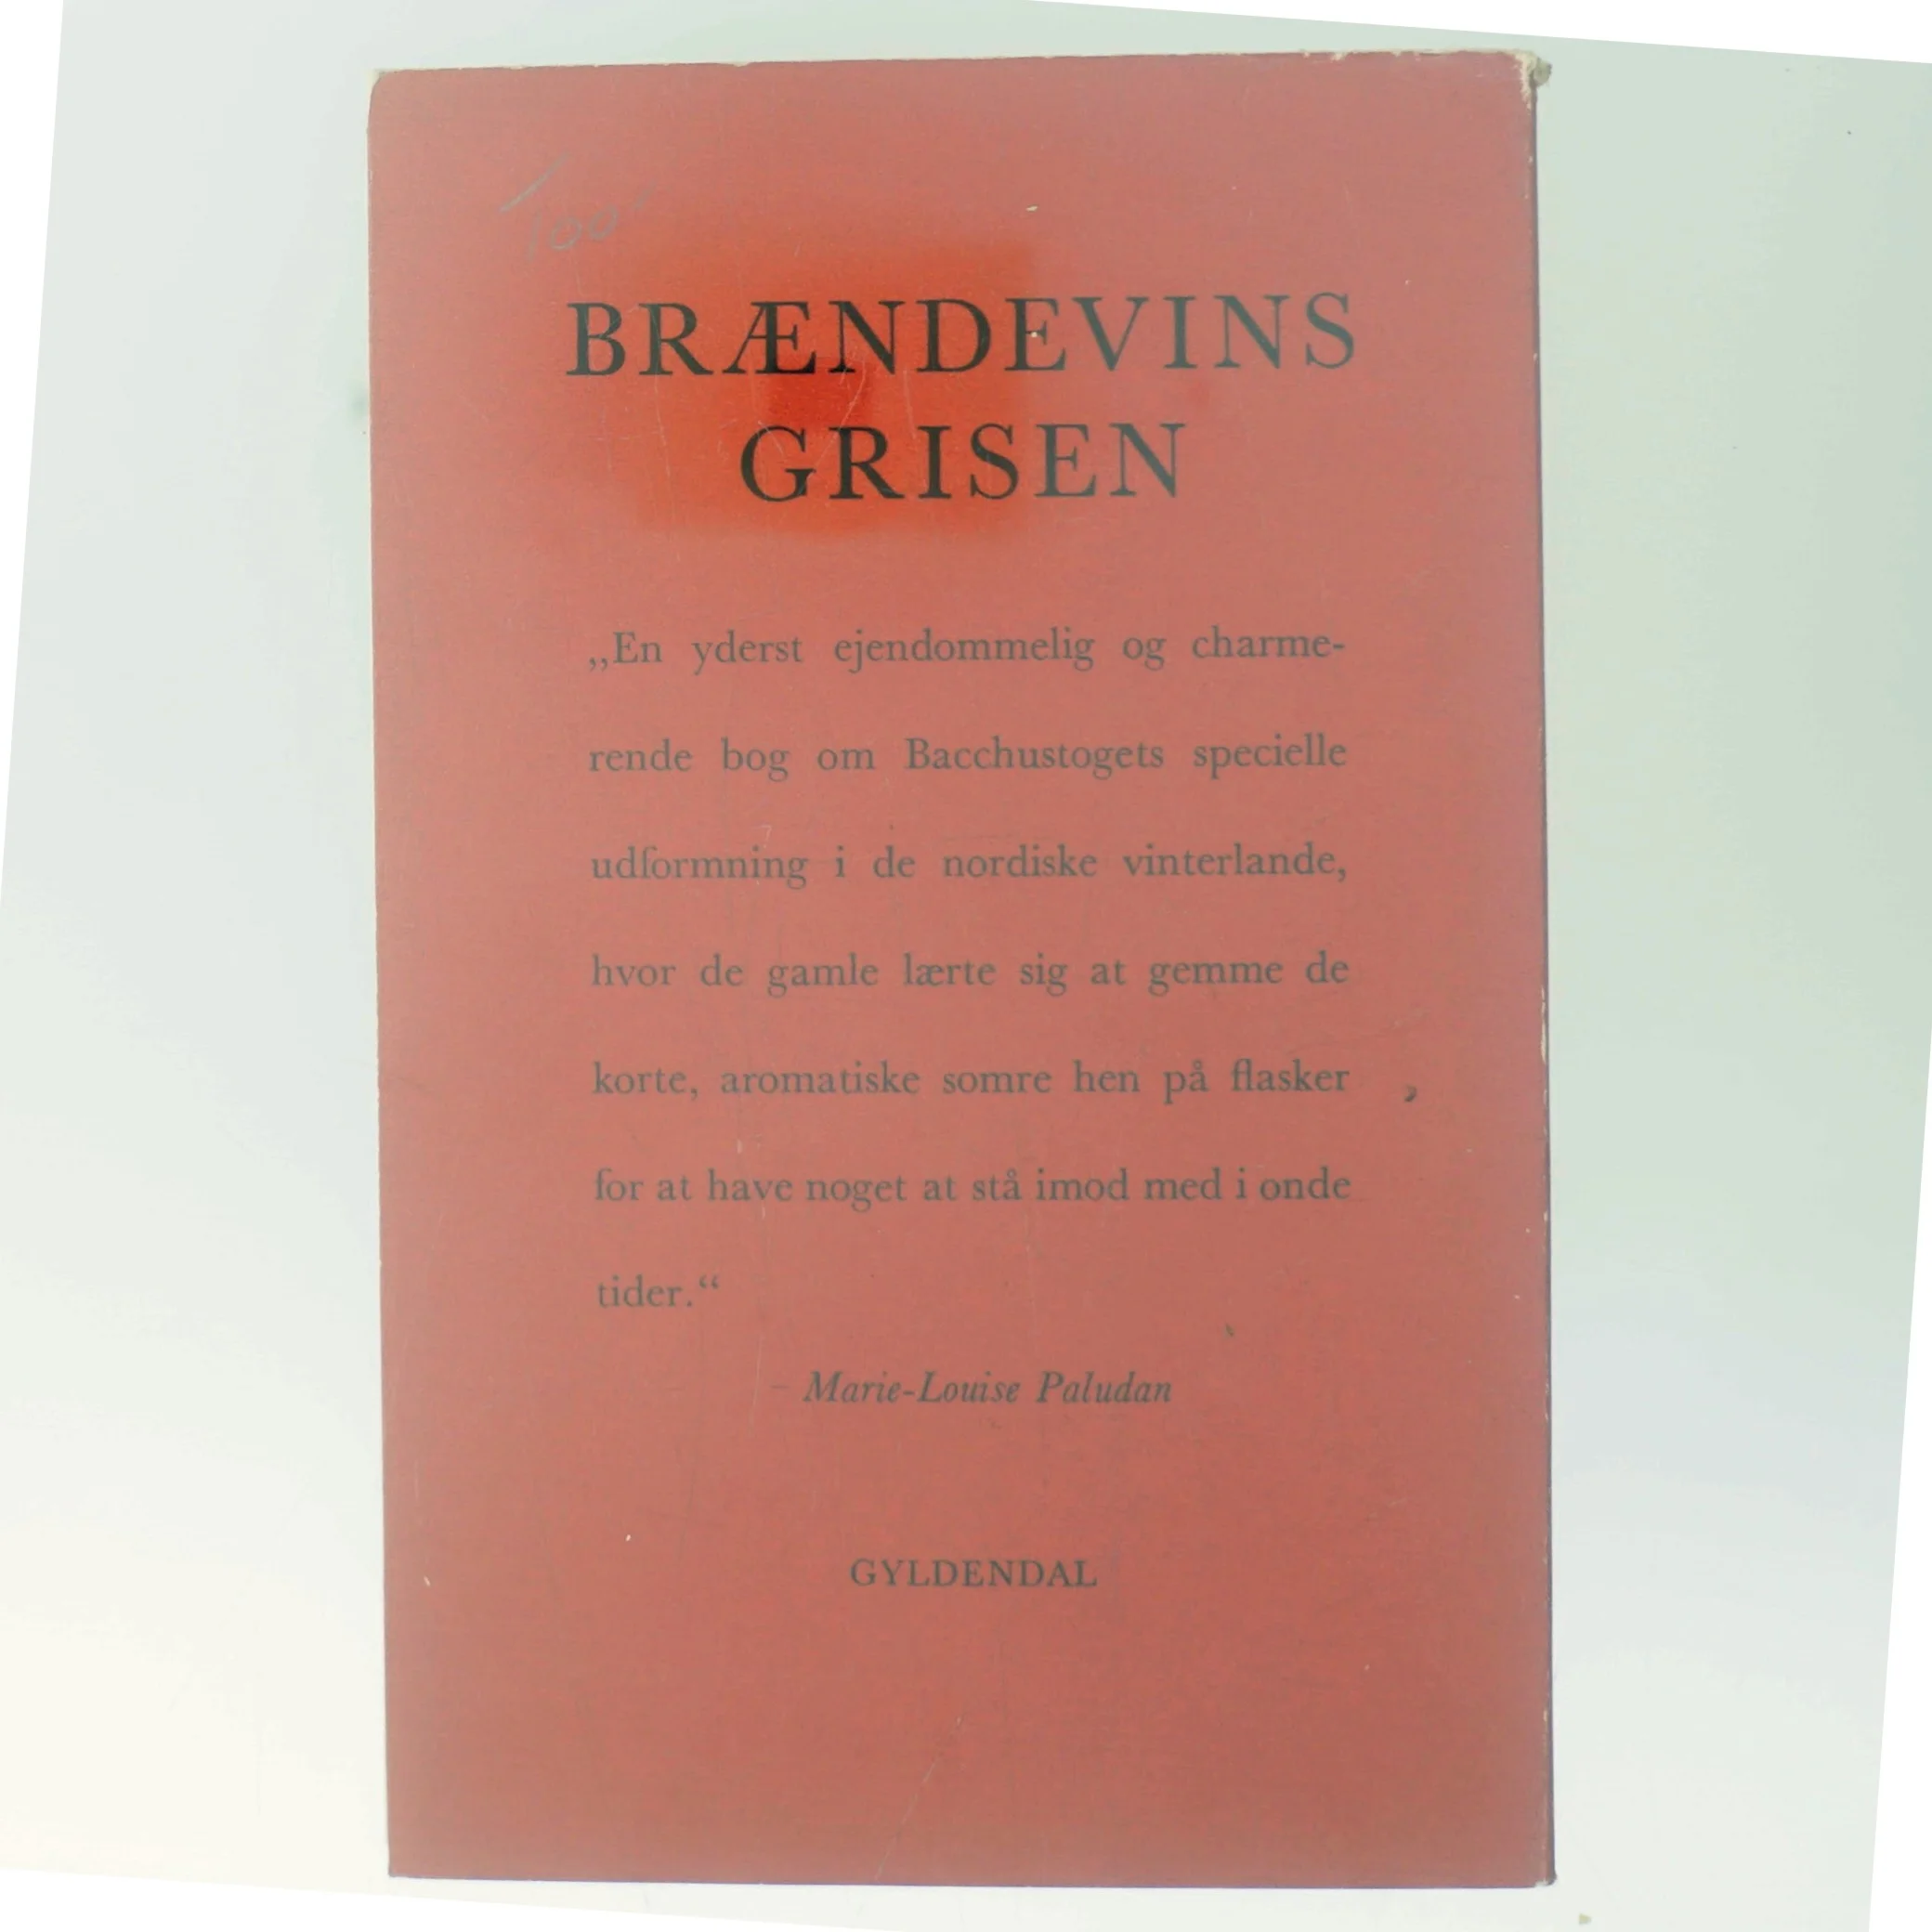 100
BRÆNDEVINS
GRISEN
„En yderst ejendommelig og charme-
rende bog om Bacchustogets specielle
udformning i de nordiske vinterlande,
hvor de gamle lærte sig at gemme de
korte, aromatiske somre hen på flasker
for at have noget at stå imod med i onde
tider.“
– Marie-Louise Paludan
GYLDENDAL